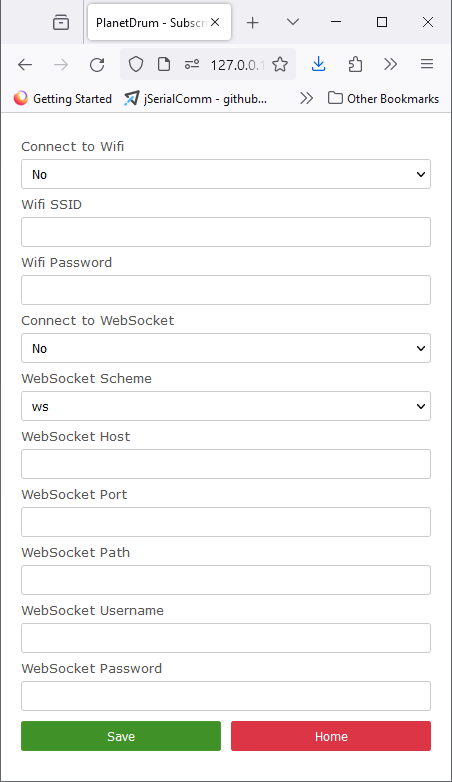 PlanetDrum - Subscri
127.0.0.1
Getting Started
jSerialComm - github...
Other Bookmarks
Connect to Wifi
No
Wifi SSID
Wifi Password
Connect to WebSocket
No
WebSocket Scheme
ws
WebSocket Host
WebSocket Port
WebSocket Path
WebSocket Username
WebSocket Password
Save
Home